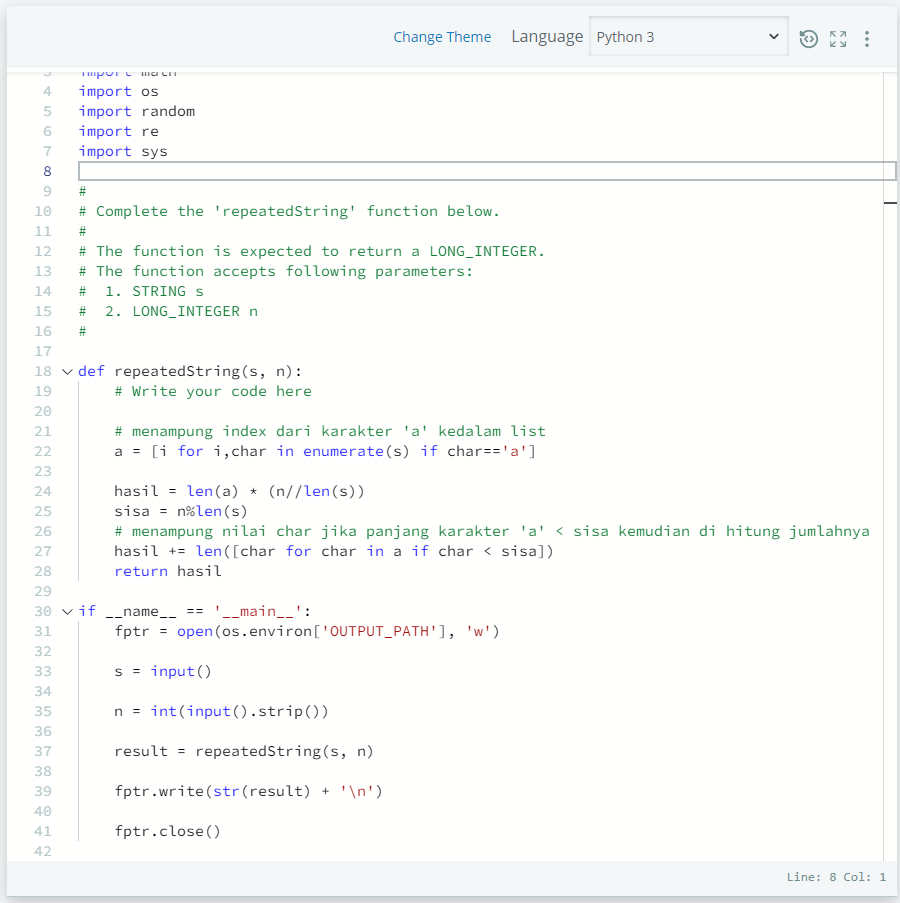 Change Theme Language Python 3
3 import math
4 import os
5 import random
6 import re
7 import sys
8
9 #
10 # Complete the 'repeatedString' function below.
11 #
12 # The function is expected to return a LONG_INTEGER.
13 # The function accepts following parameters:
14 #  1. STRING s
15 #  2. LONG_INTEGER n
16 #
17
18 def repeatedString(s, n):
19     # Write your code here
20
21     # menampung index dari karakter 'a' kedalam list
22     a = [i for i,char in enumerate(s) if char=='a']
23
24     hasil = len(a) * (n//len(s))
25     sisa = n%len(s)
26     # menampung nilai char jika panjang karakter 'a' < sisa kemudian di hitung jumlahnya
27     hasil += len([char for char in a if char < sisa])
28     return hasil
29
30 if __name__ == '__main__':
31     fptr = open(os.environ['OUTPUT_PATH'], 'w')
32
33     s = input()
34
35     n = int(input().strip())
36
37     result = repeatedString(s, n)
38
39     fptr.write(str(result) + '\n')
40
41     fptr.close()
42
Line: 8 Col: 1